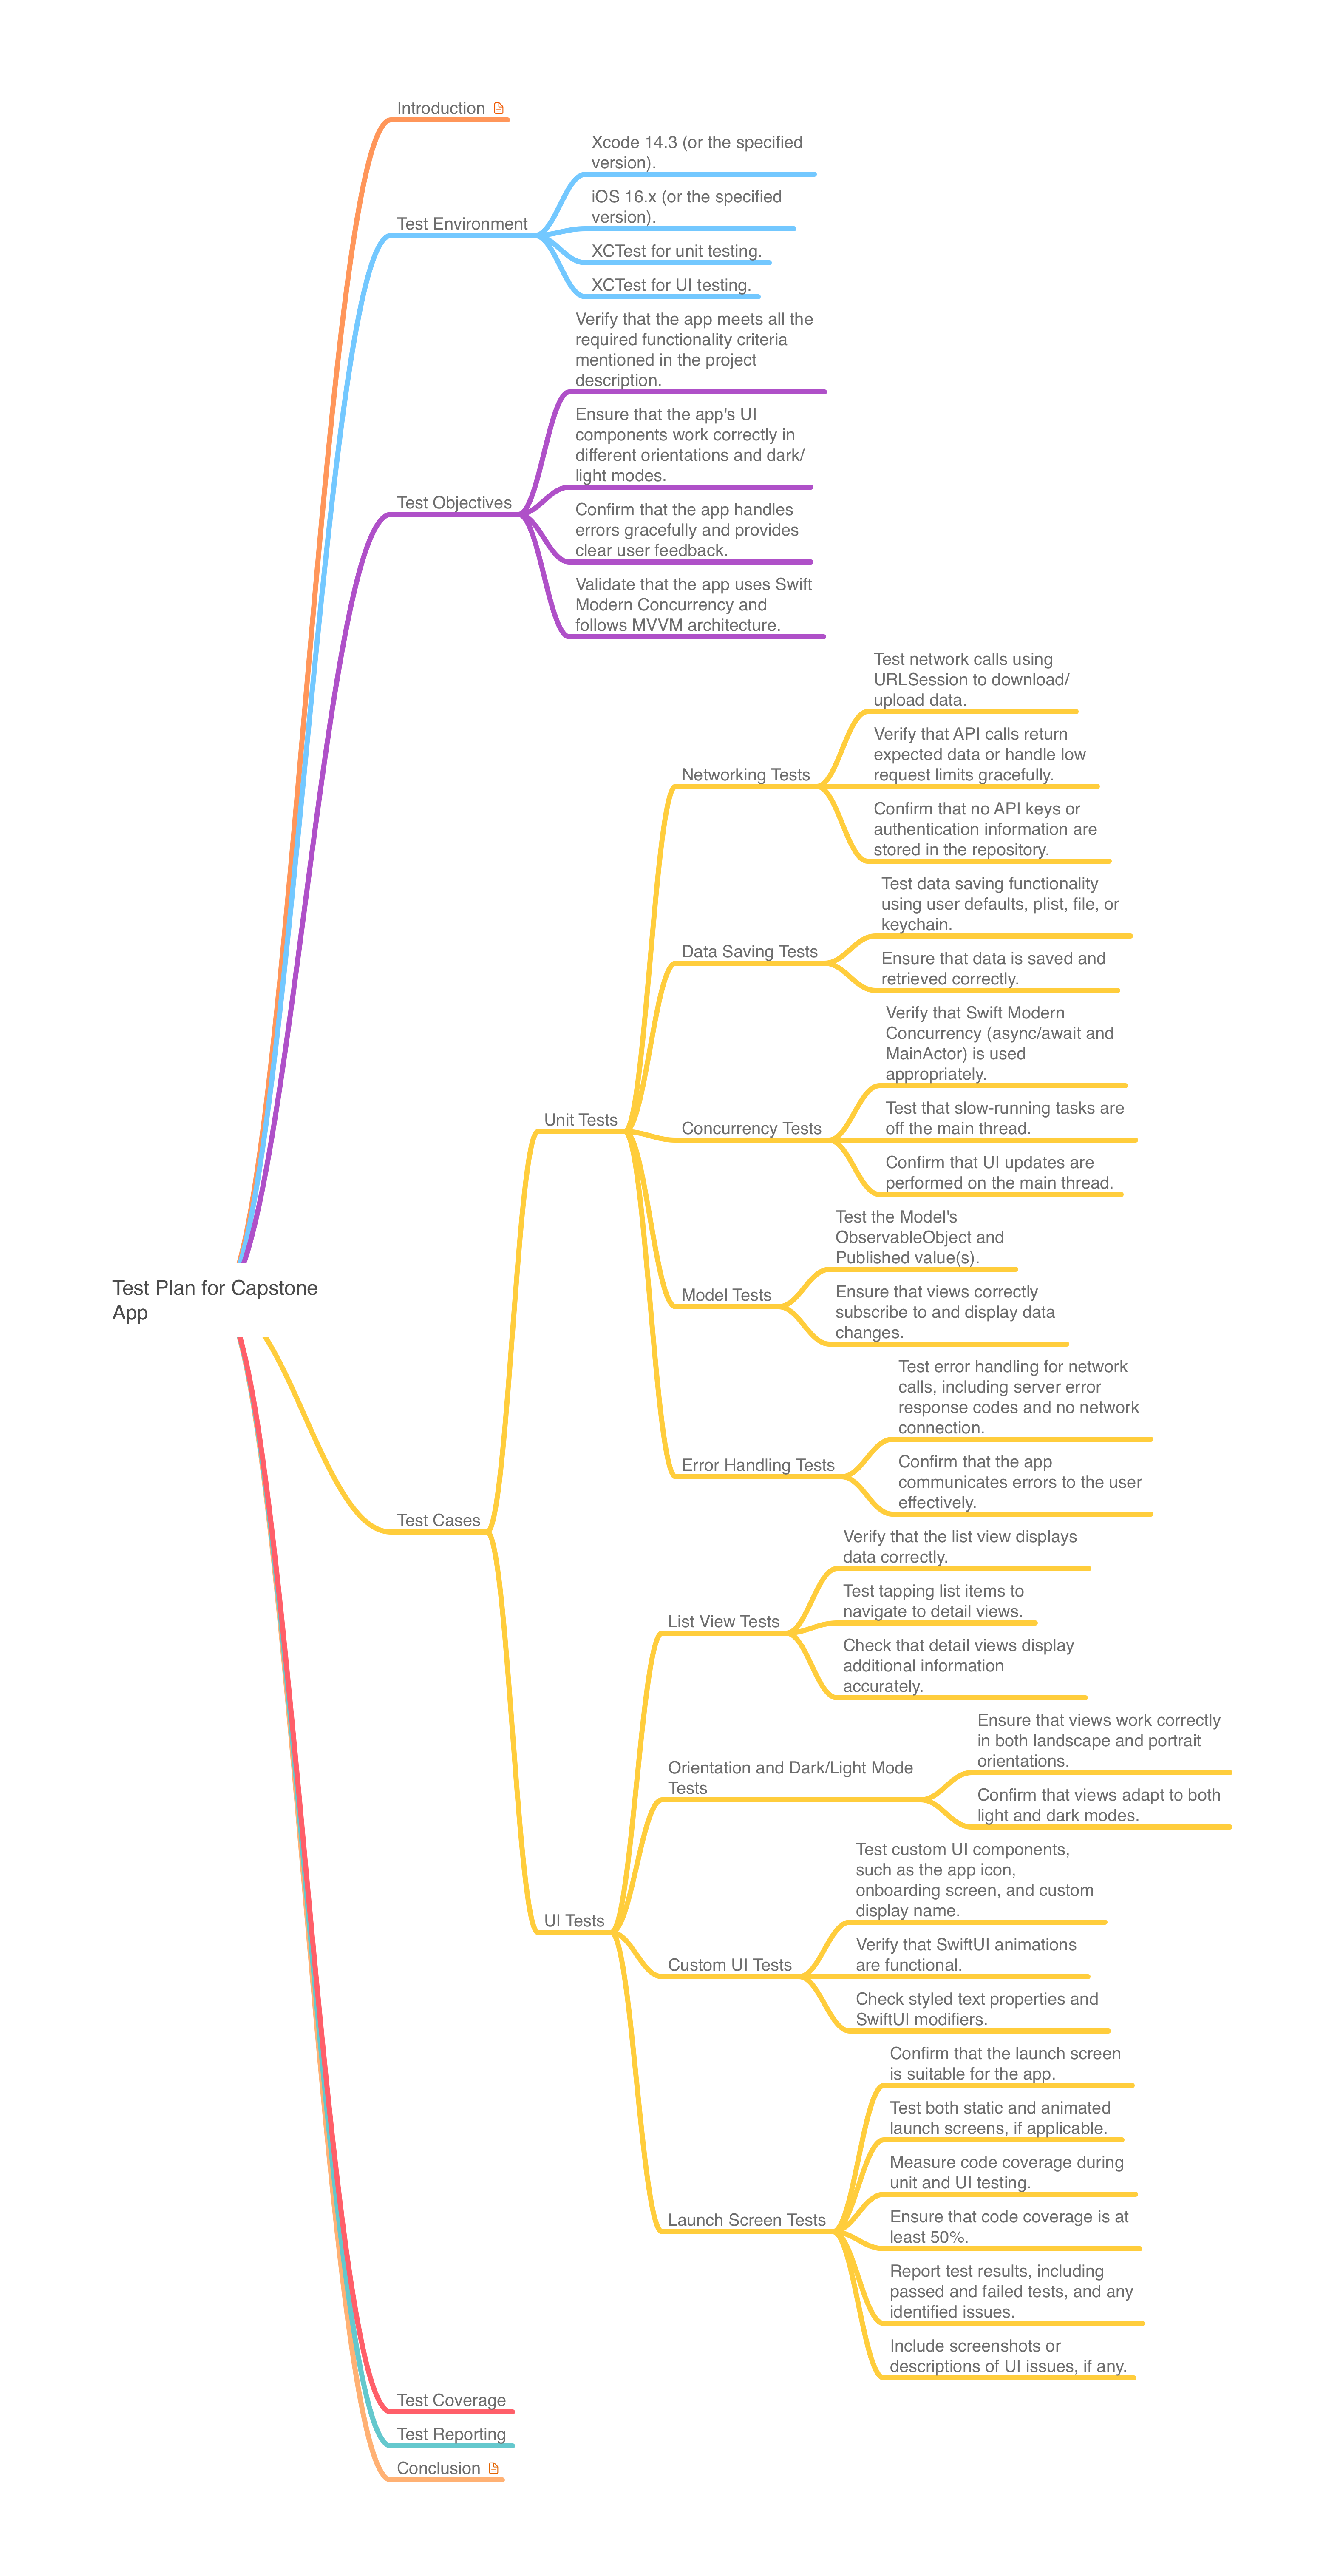 Introduction
Xcode 14.3 (or the specified
version).
iOS 16.x (or the specified
version).
Test Environment
XCTest for unit testing.
XCTest for UI testing.
Verify that the app meets all the
required functionality criteria
mentioned in the project
description.
Ensure that the app's UI
components work correctly in
different orientations and dark/
light modes.
Test Objectives
Confirm that the app handles
errors gracefully and provides
clear user feedback.
Validate that the app uses Swift
Modern Concurrency and
follows MVVM architecture.
Test network calls using
URLSession to download/
upload data.
Verify that API calls return
expected data or handle low
request limits gracefully.
Networking Tests
Confirm that no API keys or
authentication information are
stored in the repository.
Test data saving functionality
using user defaults, plist, file, or
keychain.
Data Saving Tests
Ensure that data is saved and
retrieved correctly.
Verify that Swift Modern
Concurrency (async/await and
MainActor) is used
appropriately.
Unit Tests
Test that slow-running tasks are
off the main thread.
Concurrency Tests
Confirm that UI updates are
performed on the main thread.
Test the Model's
ObservableObject and
Published value(s).
Model Tests
Ensure that views correctly
subscribe to and display data
changes.
Test Plan for Capstone
App
Test error handling for network
calls, including server error
response codes and no network
connection.
Error Handling Tests
Confirm that the app
communicates errors to the user
effectively.
Test Cases
Verify that the list view displays
data correctly.
Test tapping list items to
navigate to detail views.
List View Tests
Check that detail views display
additional information
accurately.
Ensure that views work correctly
in both landscape and portrait
orientations.
Orientation and Dark/Light Mode
Tests
Confirm that views adapt to both
light and dark modes.
Test custom UI components,
such as the app icon,
onboarding screen, and custom
display name.
UI Tests
Verify that SwiftUI animations
are functional.
Custom UI Tests
Check styled text properties and
SwiftUI modifiers.
Confirm that the launch screen
is suitable for the app.
Test both static and animated
launch screens, if applicable.
Measure code coverage during
unit and UI testing.
Launch Screen Tests
Ensure that code coverage is at
least 50%.
Report test results, including
passed and failed tests, and any
identified issues.
Include screenshots or
descriptions of UI issues, if any.
Test Coverage
Test Reporting
Conclusion